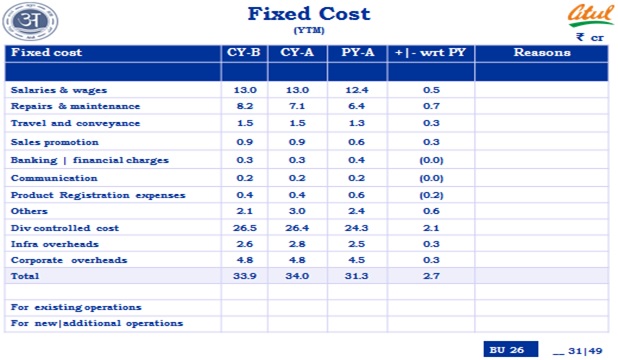 अ
Fixed Cost
(YTM)
atul
₹ cr
Fixed cost CY-B CY-A PY-A +|- wrt PY Reasons
Salaries & wages 13.0 13.0 12.4 0.5
Repairs & maintenance 8.2 7.1 6.4 0.7
Travel and conveyance 1.5 1.5 1.3 0.3
Sales promotion 0.9 0.9 0.6 0.3
Banking | financial charges 0.3 0.3 0.4 (0.0)
Communication 0.2 0.2 0.2 (0.0)
Product Registration expenses 0.4 0.4 0.6 (0.2)
Others 2.1 3.0 2.4 0.6
Div controlled cost 26.5 26.4 24.3 2.1
Infra overheads 2.6 2.8 2.5 0.3
Corporate overheads 4.8 4.8 4.5 0.3
Total 33.9 34.0 31.3 2.7
For existing operations
For new|additional operations
BU 26 __ 31|49